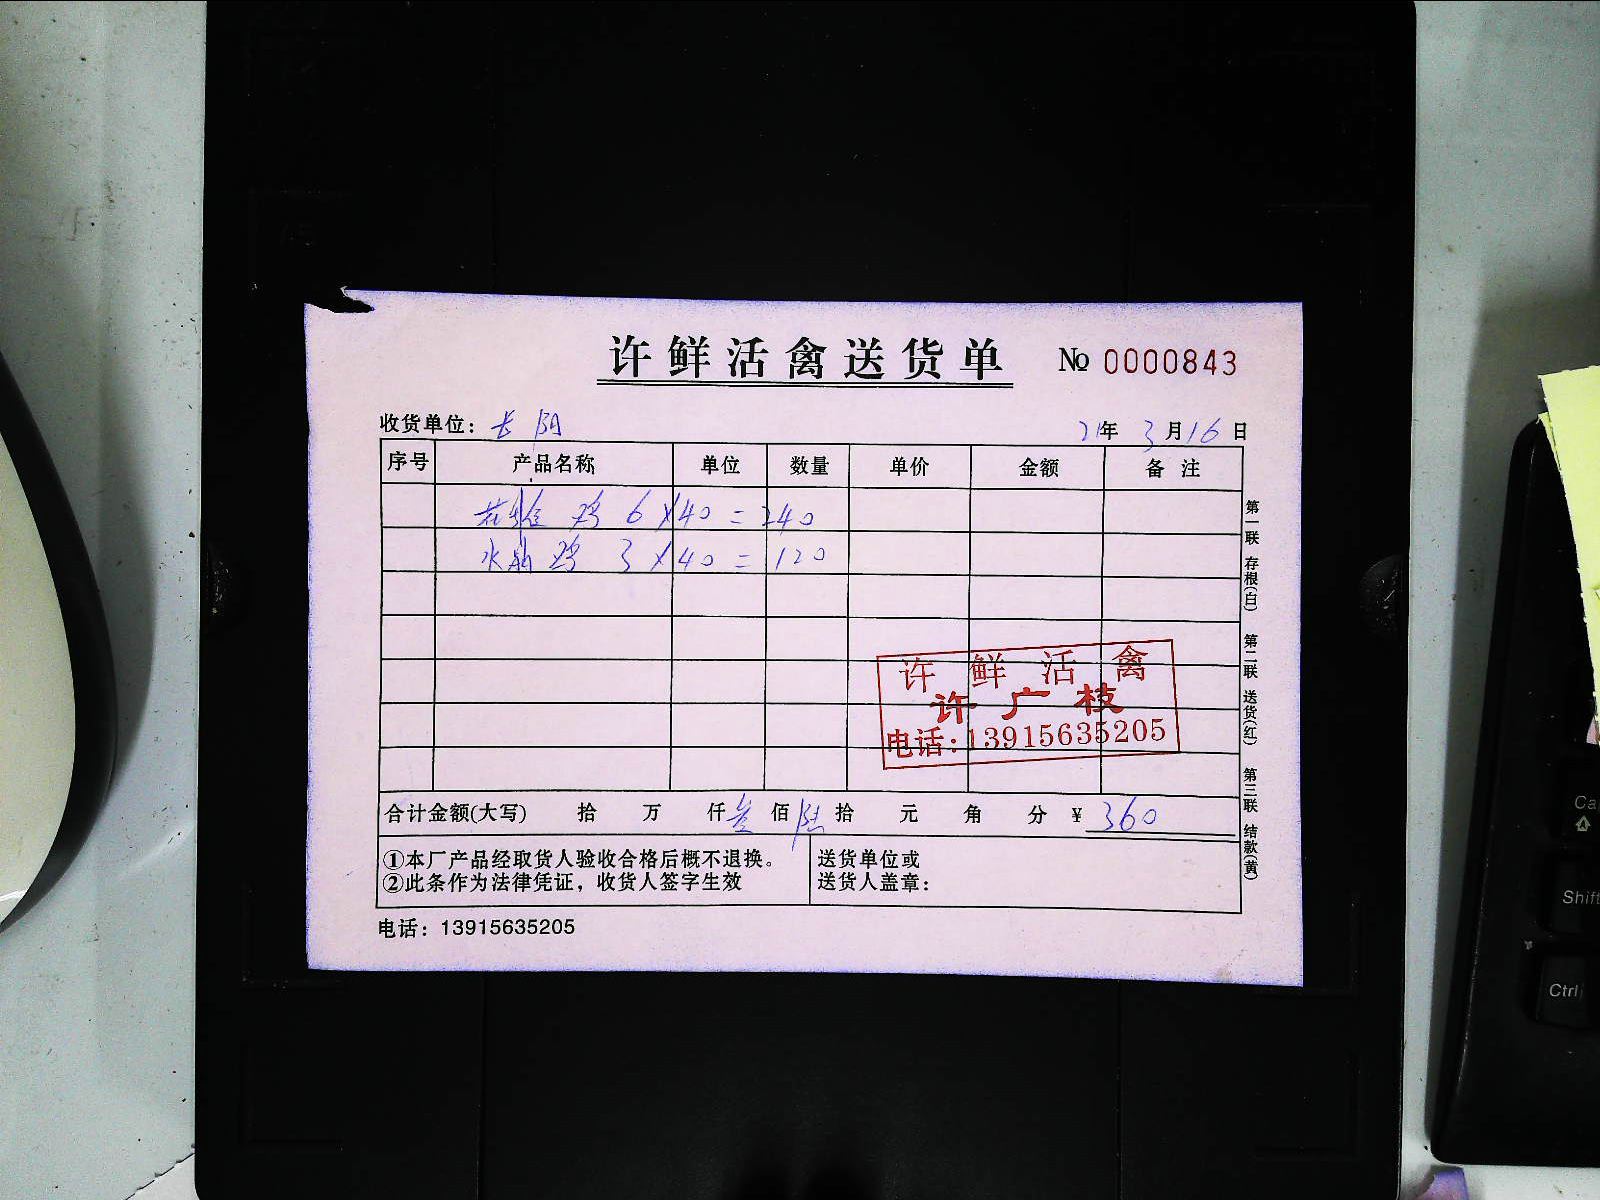 许鲜活禽送货单 № 0000843
收货单位：长阳 21年 3月16日
序号 产品名称 单位 数量 单价 金额 备注
鸡 6×40=240
水 鸡 3×40=120
第一联 存根(白) 第二联 送货(红) 第三联 结款(黄)
许鲜活禽
许广枝
电话:13915635205
合计金额(大写) 拾 万 仟叁佰陆拾 元 角 分 ¥ 360
①本厂产品经取货人验收合格后概不退换。
②此条作为法律凭证，收货人签字生效
送货单位或
送货人盖章：
电话：13915635205
Shift
Ctrl